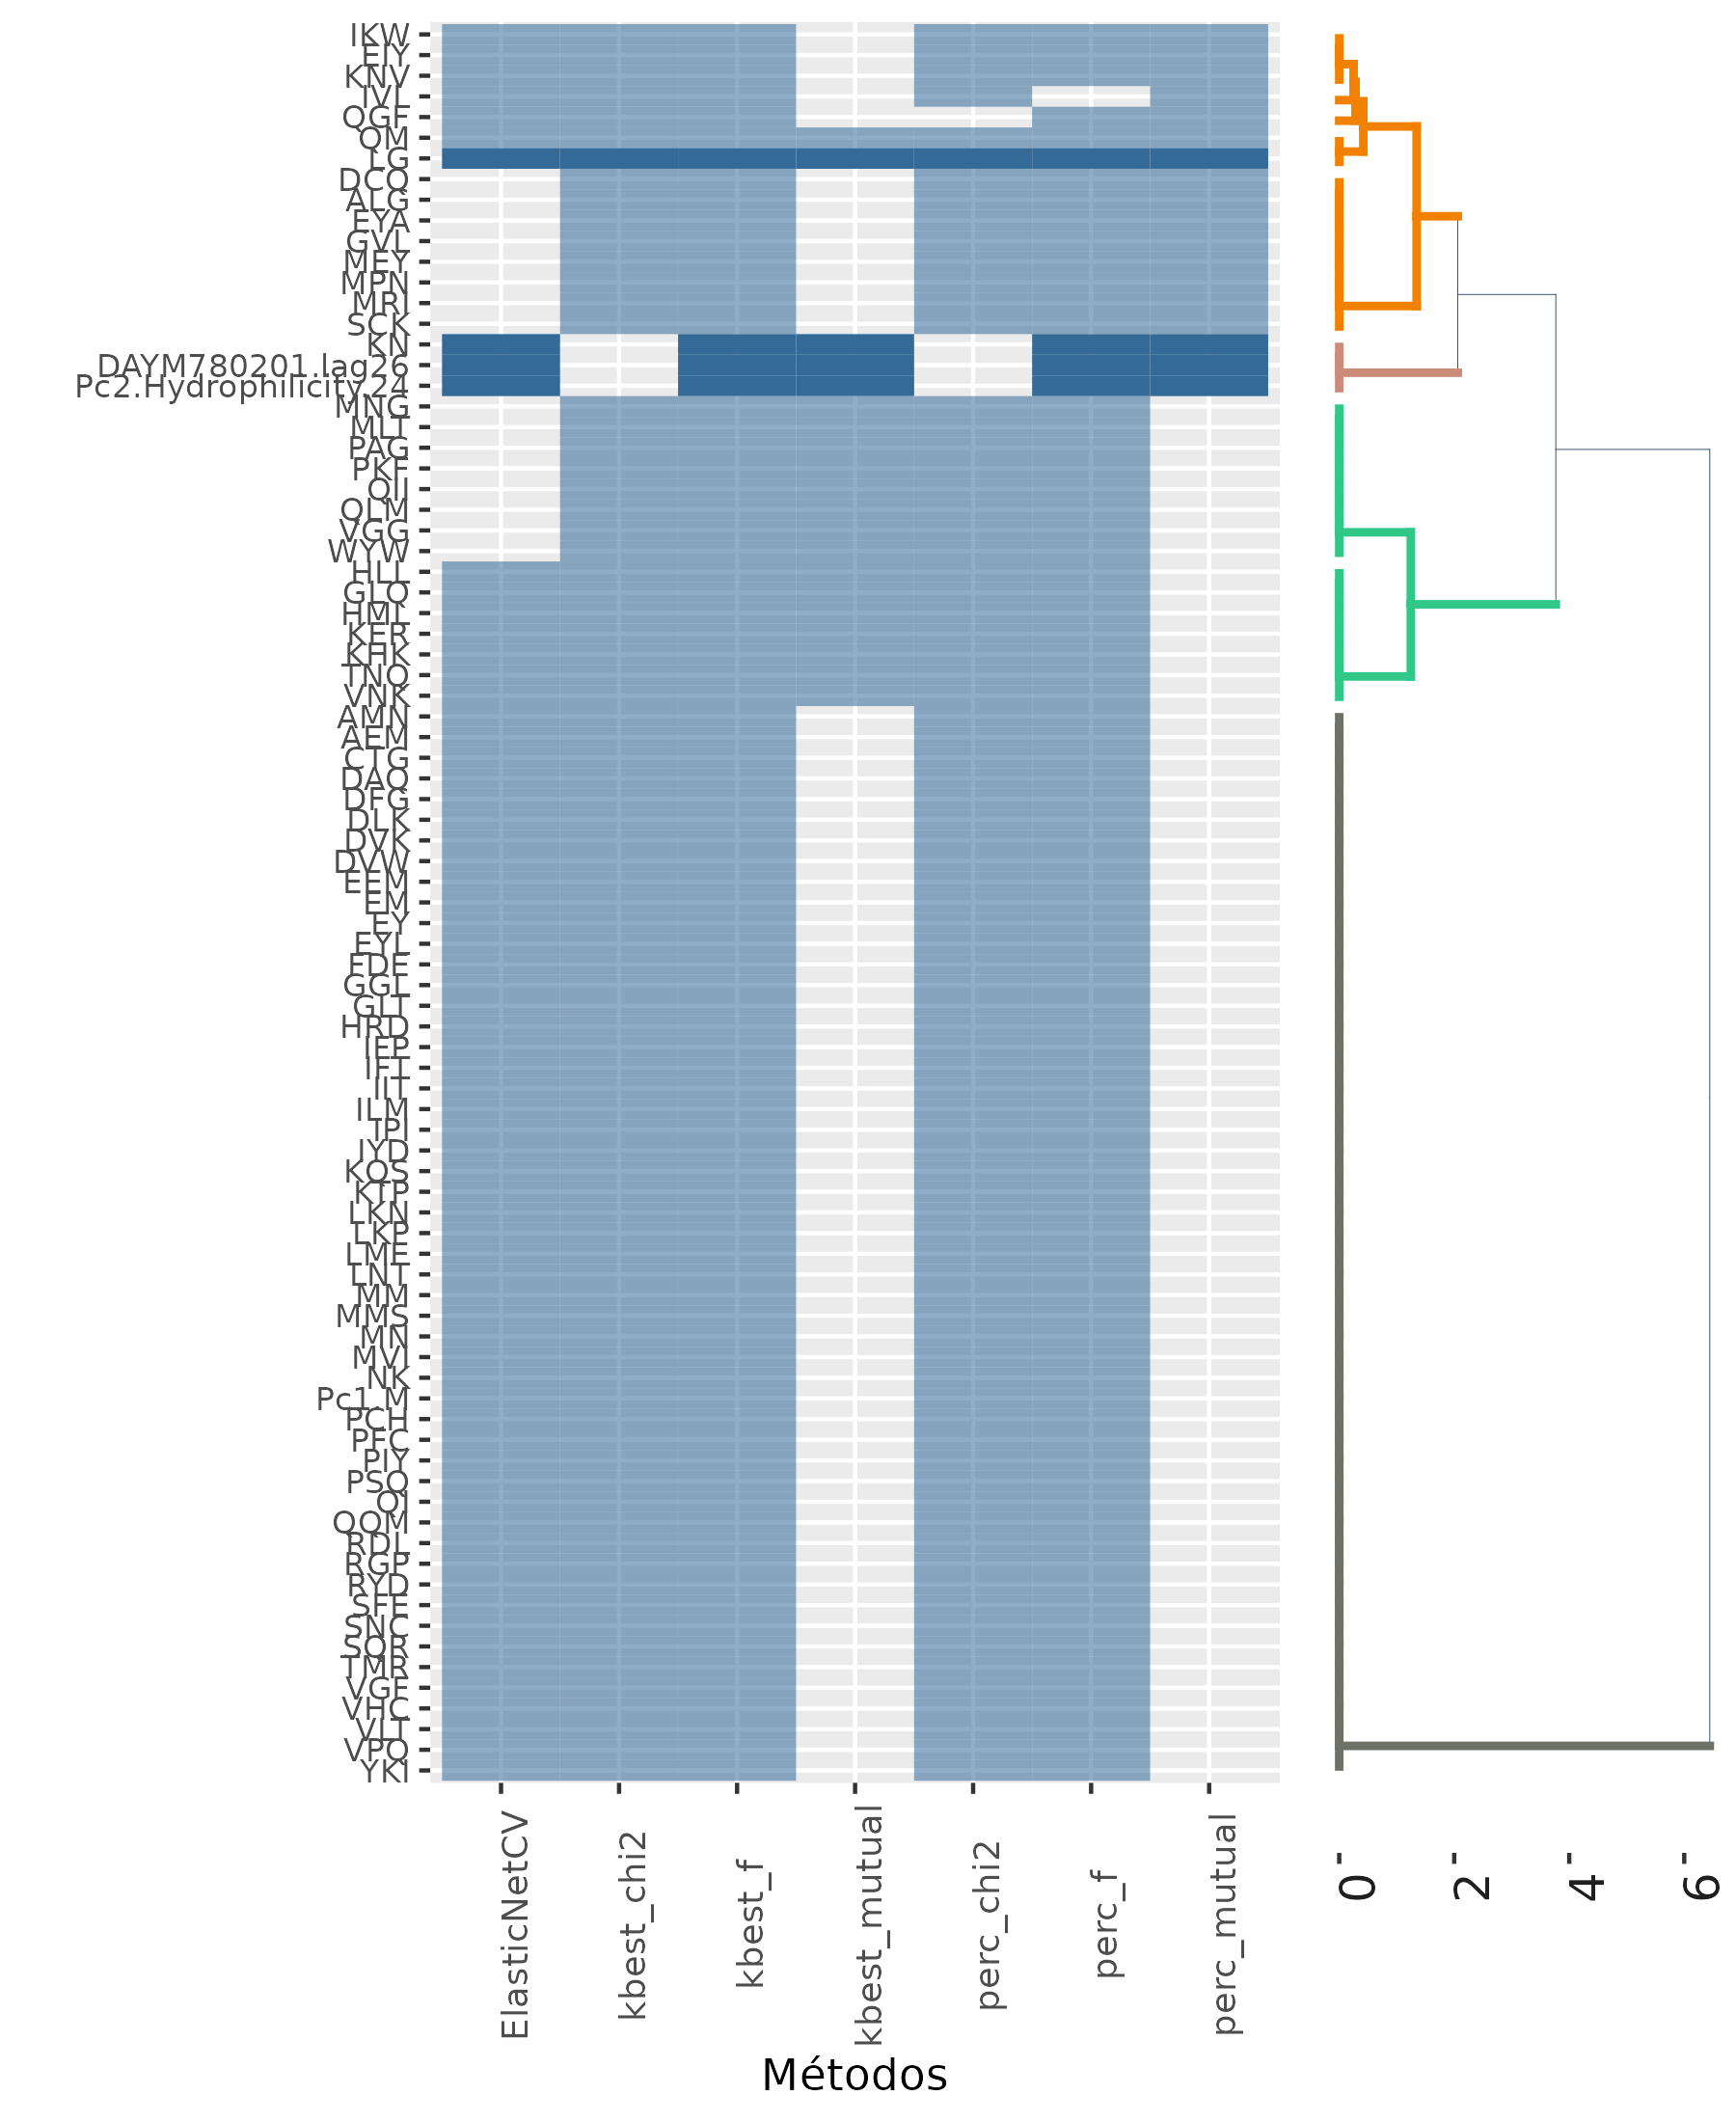 IKW
EIY
KNV
IVL
QGF
QM
LG
DCQ
ALG
EYA
GVL
MEY
MPN
MRI
SCK
KN
DAYM780201.lag26
Pc2.Hydrophilicity.24
MNG
MLT
PAG
PKF
QII
QLM
VGG
WYW
HLL
GLQ
HML
KER
KHK
TNQ
VNK
AMN
AEM
CTG
DAQ
DFG
DLK
DVK
DVW
EEM
EM
EY
EYL
FDE
GGL
GLT
HRD
IEP
IFT
IIT
ILM
IPI
IYD
KQS
KTP
LKN
LKP
LME
LNT
MM
MMS
MN
MVI
NK
Pc1.M
PCH
PFC
PIY
PSQ
QI
QQM
RDL
RGP
RYD
SFE
SNC
SQR
TMR
VGF
VHC
VLT
VPQ
YKI
ElasticNetCV
kbest_chi2
kbest_f
kbest_mutual
perc_chi2
perc_f
perc_mutual
Métodos
0
2
4
6